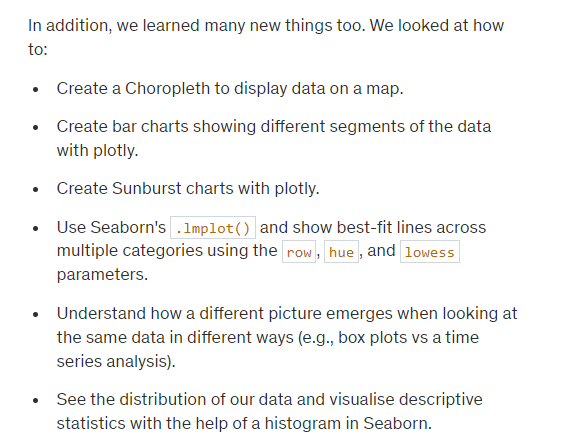 In addition, we learned many new things too. We looked at how
to:
• Create a Choropleth to display data on a map.
• Create bar charts showing different segments of the data
with plotly.
• Create Sunburst charts with plotly.
• Use Seaborn's .lmplot() and show best-fit lines across
multiple categories using the row, hue, and lowess
parameters.
• Understand how a different picture emerges when looking at
the same data in different ways (e.g., box plots vs a time
series analysis).
• See the distribution of our data and visualise descriptive
statistics with the help of a histogram in Seaborn.